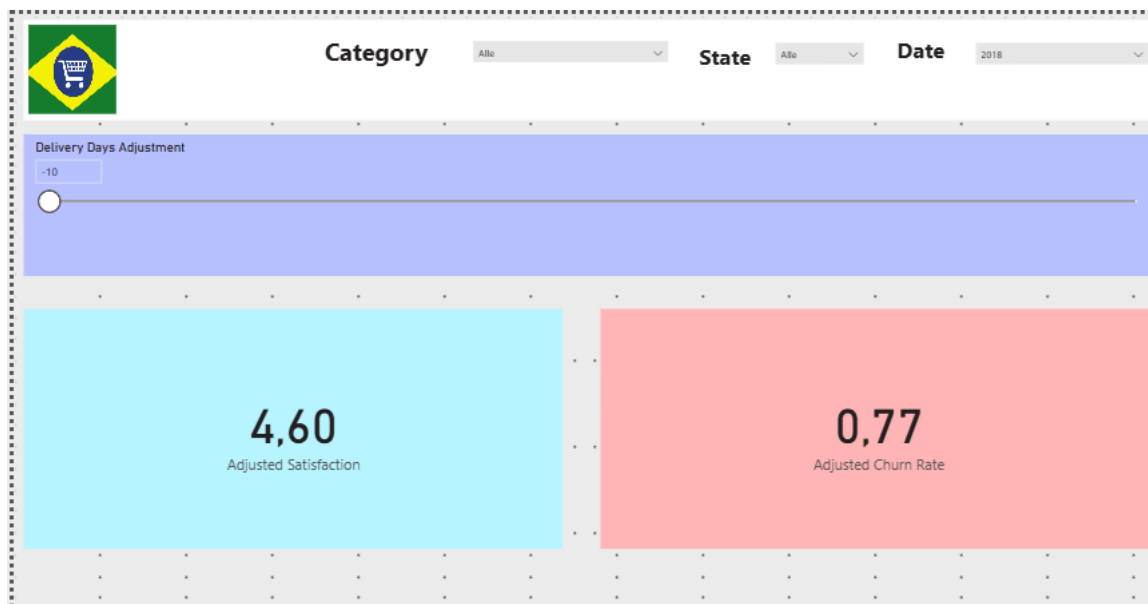 Category
Alle
State
Alle
Date
2018
Delivery Days Adjustment
-10
4,60
Adjusted Satisfaction
0,77
Adjusted Churn Rate